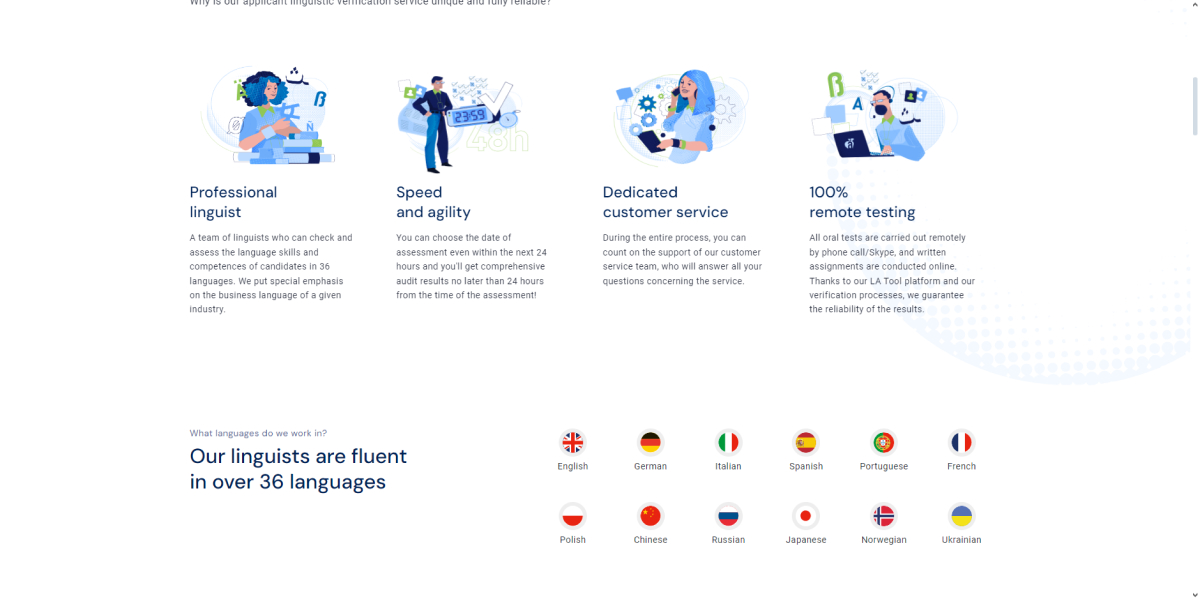 Why is our applicant linguistic verification service unique and fully reliable?
ß
A
Ñ
23:59
48h
ß
A
Professional
linguist
A team of linguists who can check and
assess the language skills and
competences of candidates in 36
languages. We put special emphasis
on the business language of a given
industry.
Speed
and agility
You can choose the date of
assessment even within the next 24
hours and you'll get comprehensive
audit results no later than 24 hours
from the time of the assessment!
Dedicated
customer service
During the entire process, you can
count on the support of our customer
service team, who will answer all your
questions concerning the service.
100%
remote testing
All oral tests are carried out remotely
by phone call/Skype, and written
assignments are conducted online.
Thanks to our LA Tool platform and our
verification processes, we guarantee
the reliability of the results.
What languages do we work in?
Our linguists are fluent
in over 36 languages
English
German
Italian
Spanish
Portuguese
French
Polish
Chinese
Russian
Japanese
Norwegian
Ukrainian